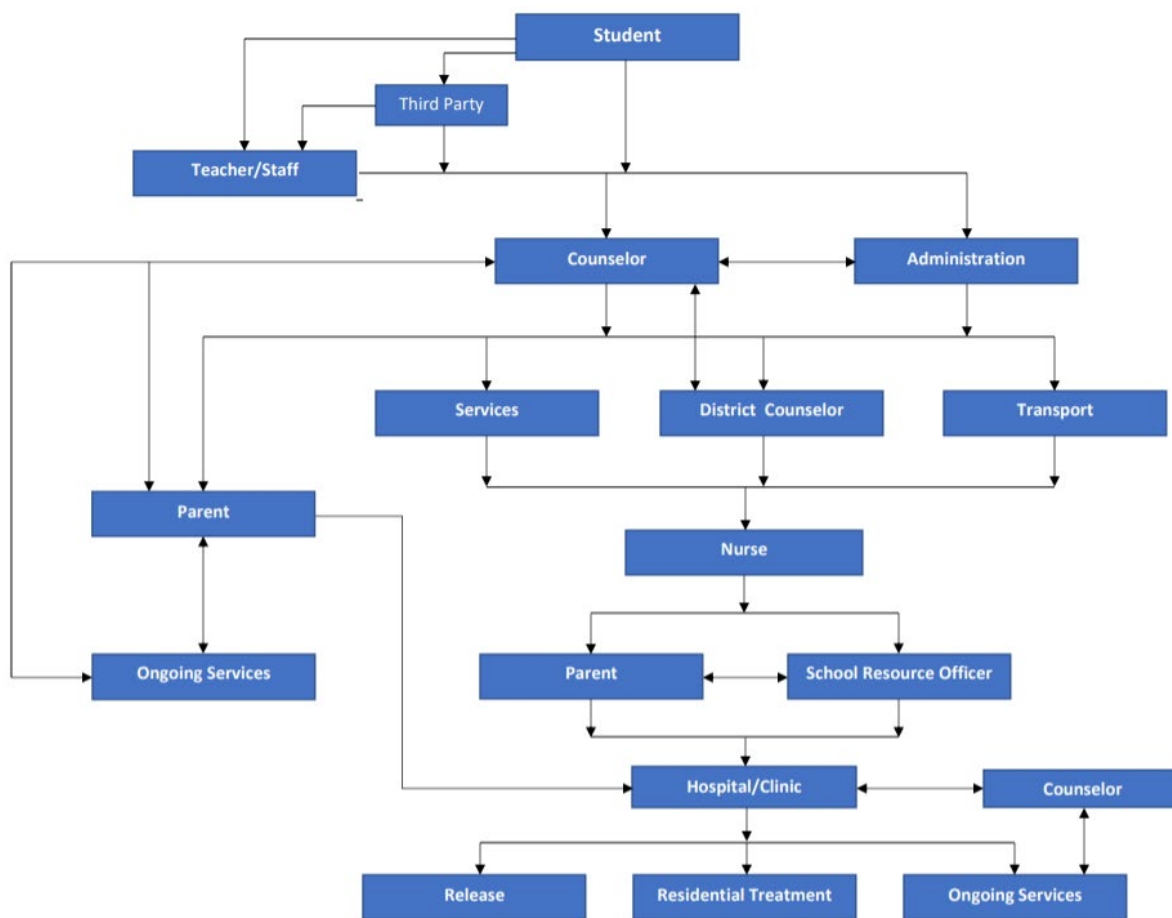 Student
Third Party
Teacher/Staff
Counselor
Administration
Services
District Counselor
Transport
Parent
Nurse
Ongoing Services
Parent
School Resource Officer
Hospital/Clinic
Counselor
Release
Residential Treatment
Ongoing Services